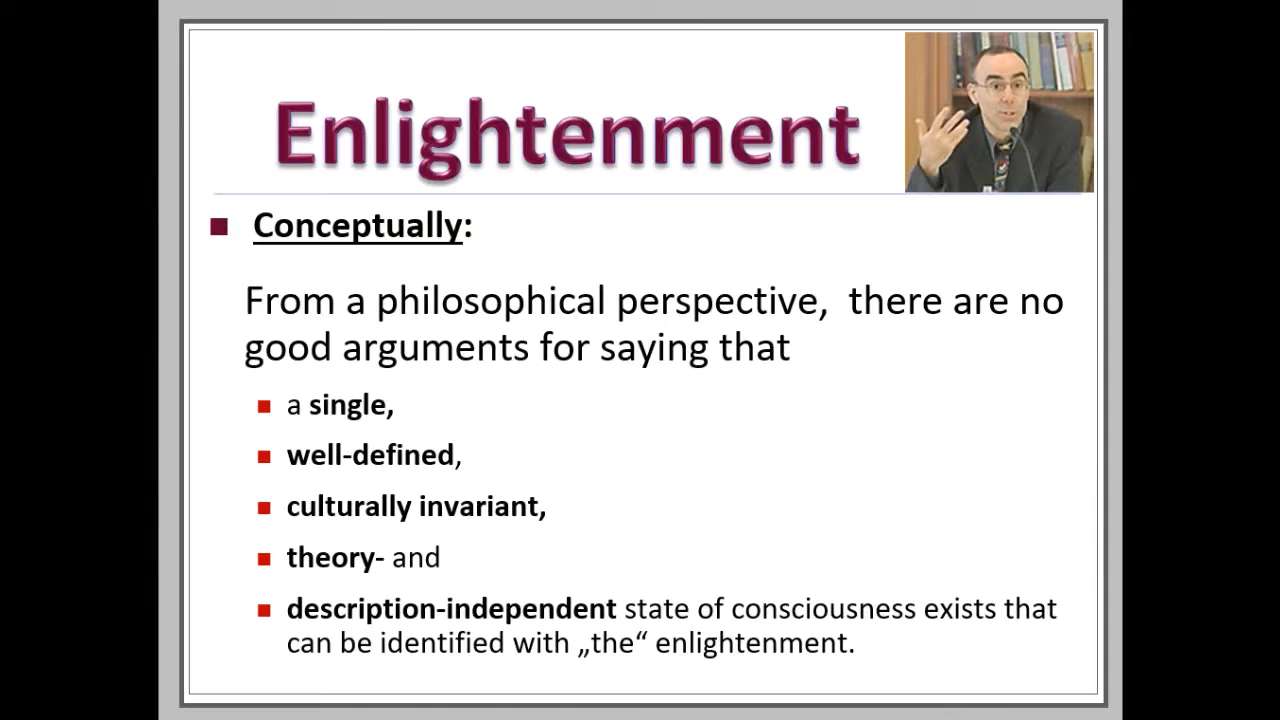 Enlightenment
Conceptually:
From a philosophical perspective, there are no
good arguments for saying that
a single,
well-defined,
culturally invariant,
theory- and
description-independent state of consciousness exists that
can be identified with „the“ enlightenment.